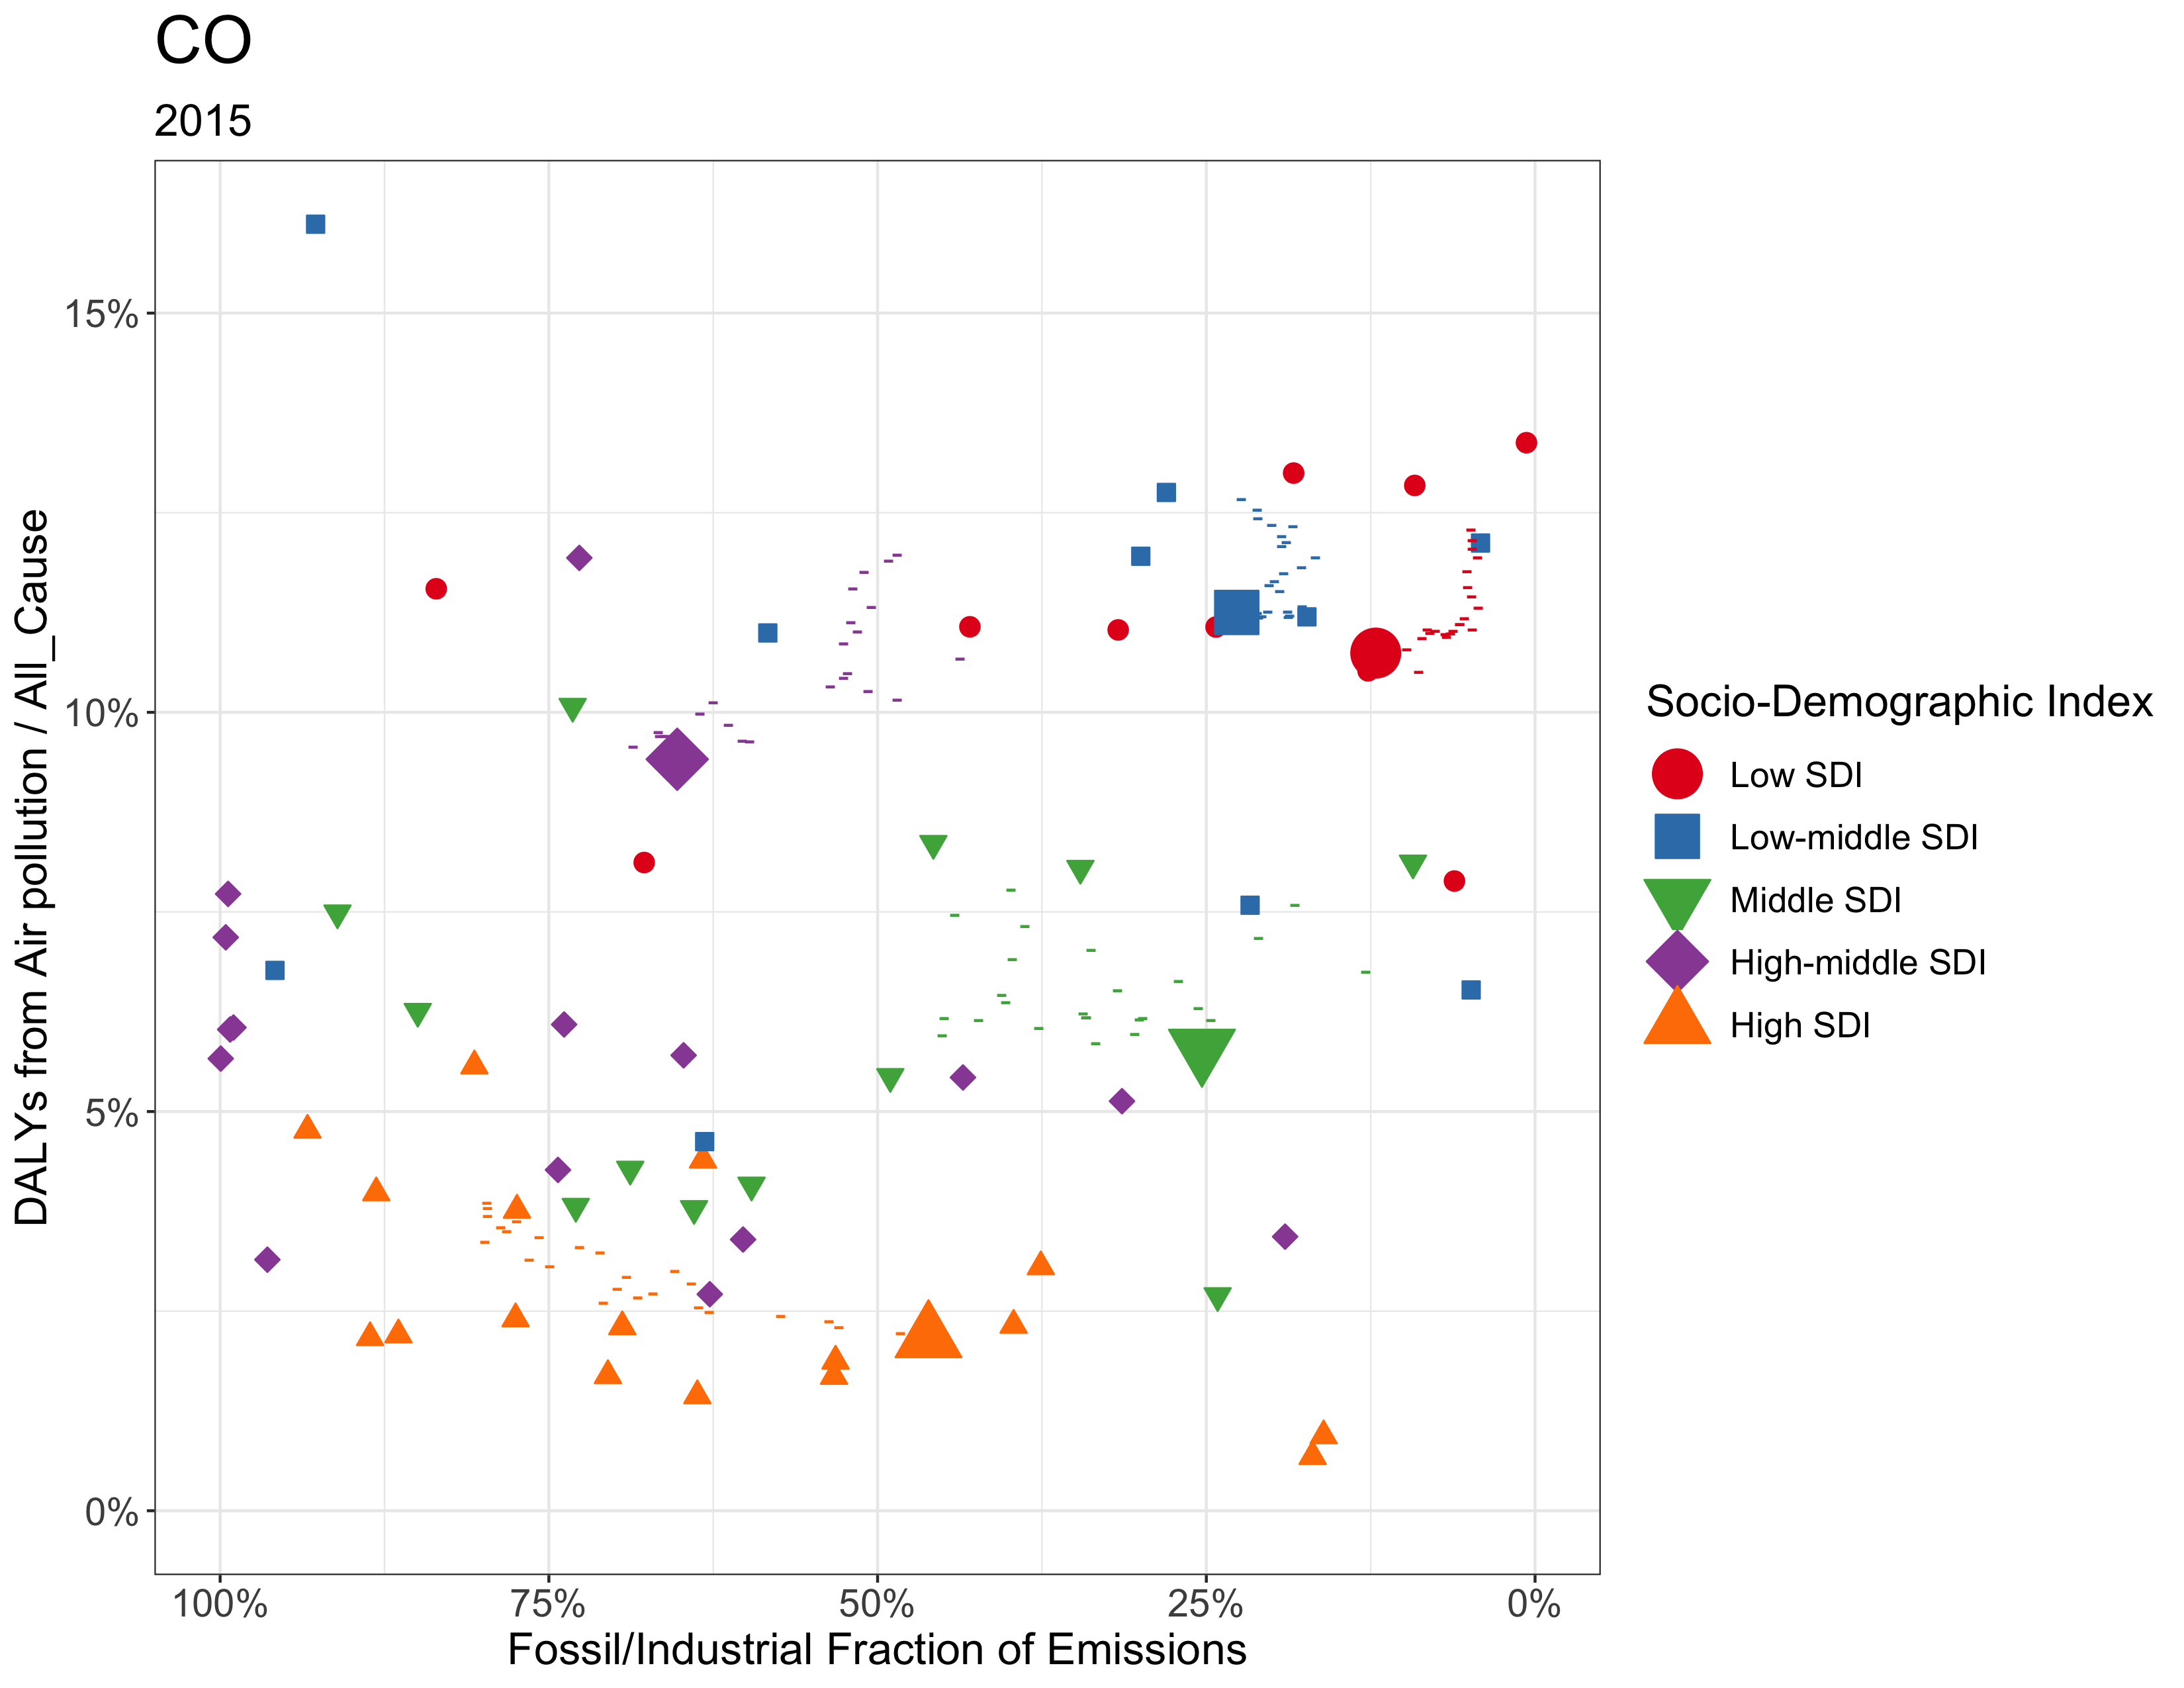 CO
2015
DALYs from Air pollution / All_Cause
15%
10%
5%
0%
100%
75%
50%
25%
0%
Fossil/Industrial Fraction of Emissions
Socio-Demographic Index
Low SDI
Low-middle SDI
Middle SDI
High-middle SDI
High SDI